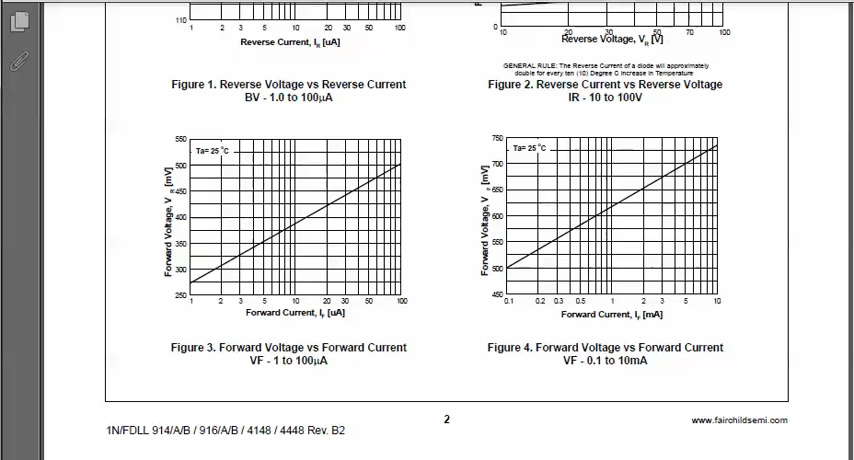 110
1 2 3 5 10 20 30 50 100
Reverse Current, IR [uA]
0
10 20 30 50 70 100
Reverse Voltage, VR [V]
GENERAL RULE: The Reverse Current of a diode will approximately
double for every ten (10) Degree C increase in Temperature
Figure 1. Reverse Voltage vs Reverse Current
BV - 1.0 to 100μA
Figure 2. Reverse Current vs Reverse Voltage
IR - 10 to 100V
550
500
450
400
350
300
250
Forward Voltage, VR [mV]
Ta= 25 °C
1 2 3 5 10 20 30 50 100
Forward Current, IF [uA]
Figure 3. Forward Voltage vs Forward Current
VF - 1 to 100μA
750
700
650
600
550
500
450
Forward Voltage, VF [mV]
Ta= 25 °C
0.1 0.2 0.3 0.5 1 2 3 5 10
Forward Current, IF [mA]
Figure 4. Forward Voltage vs Forward Current
VF - 0.1 to 10mA
2
www.fairchildsemi.com
1N/FDLL 914/A/B / 916/A/B / 4148 / 4448 Rev. B2